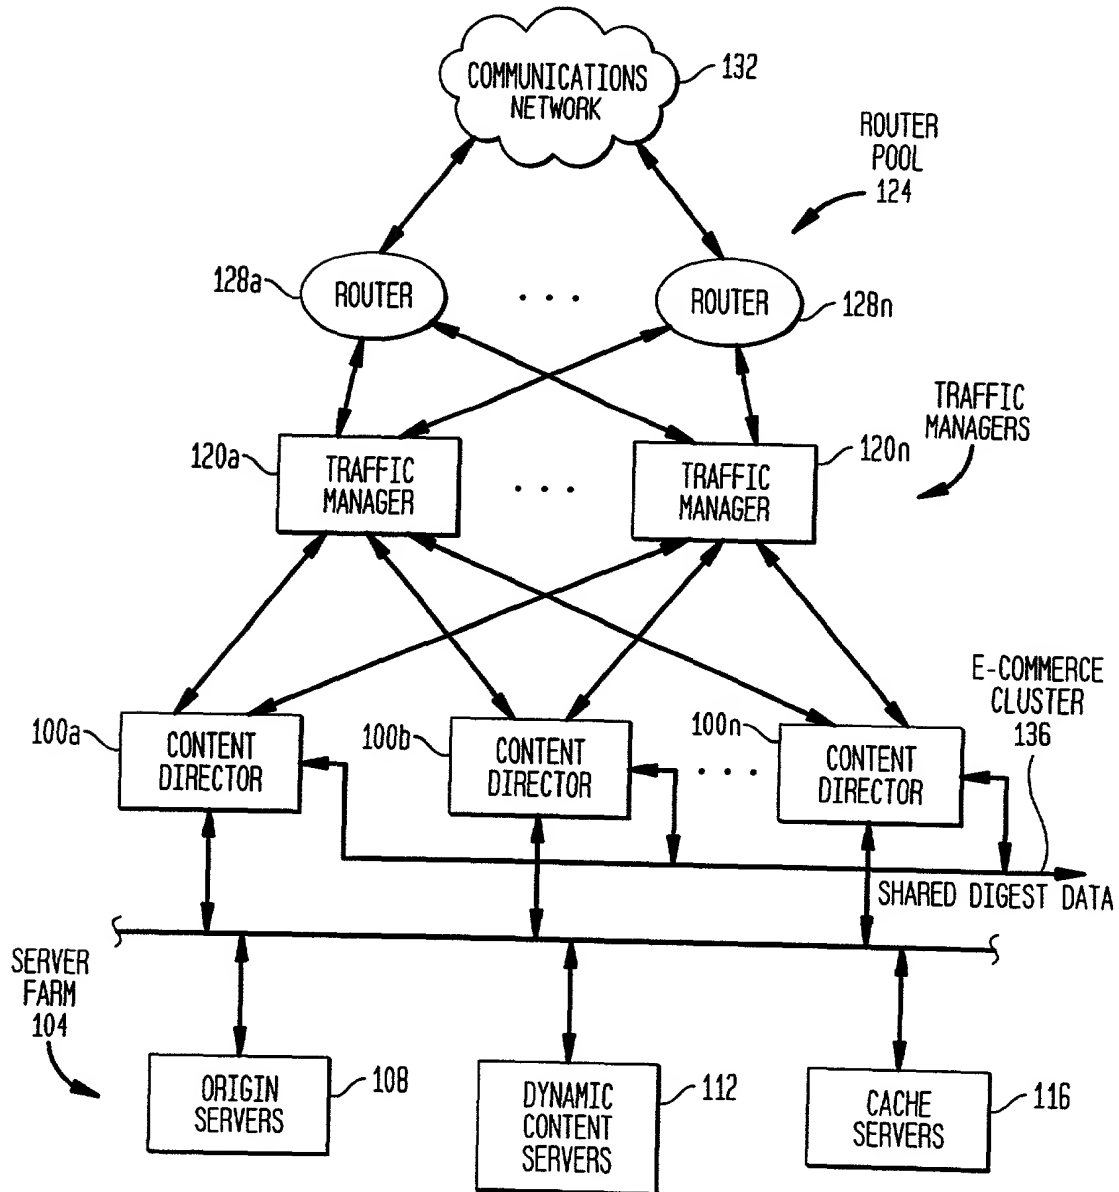 COMMUNICATIONS
NETWORK
132
ROUTER
POOL
124
128a
ROUTER
. . .
ROUTER
128n
TRAFFIC
MANAGERS
120a
TRAFFIC
MANAGER
. . .
TRAFFIC
MANAGER
120n
E-COMMERCE
CLUSTER
136
100a
CONTENT
DIRECTOR
100b
CONTENT
DIRECTOR
. . .
100n
CONTENT
DIRECTOR
SHARED DIGEST DATA
SERVER
FARM
104
ORIGIN
SERVERS
108
DYNAMIC
CONTENT
SERVERS
112
CACHE
SERVERS
116